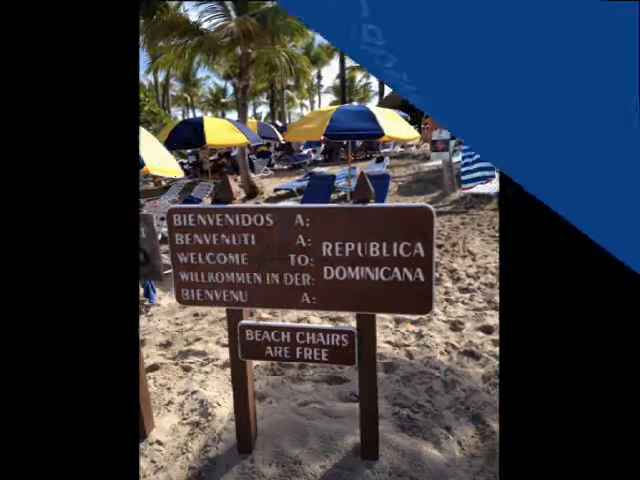 BIENVENIDOS A:
BENVENUTI A:
WELCOME TO:
WILLKOMMEN IN DER:
BIENVENU A:
REPUBLICA
DOMINICANA
BEACH CHAIRS
ARE FREE